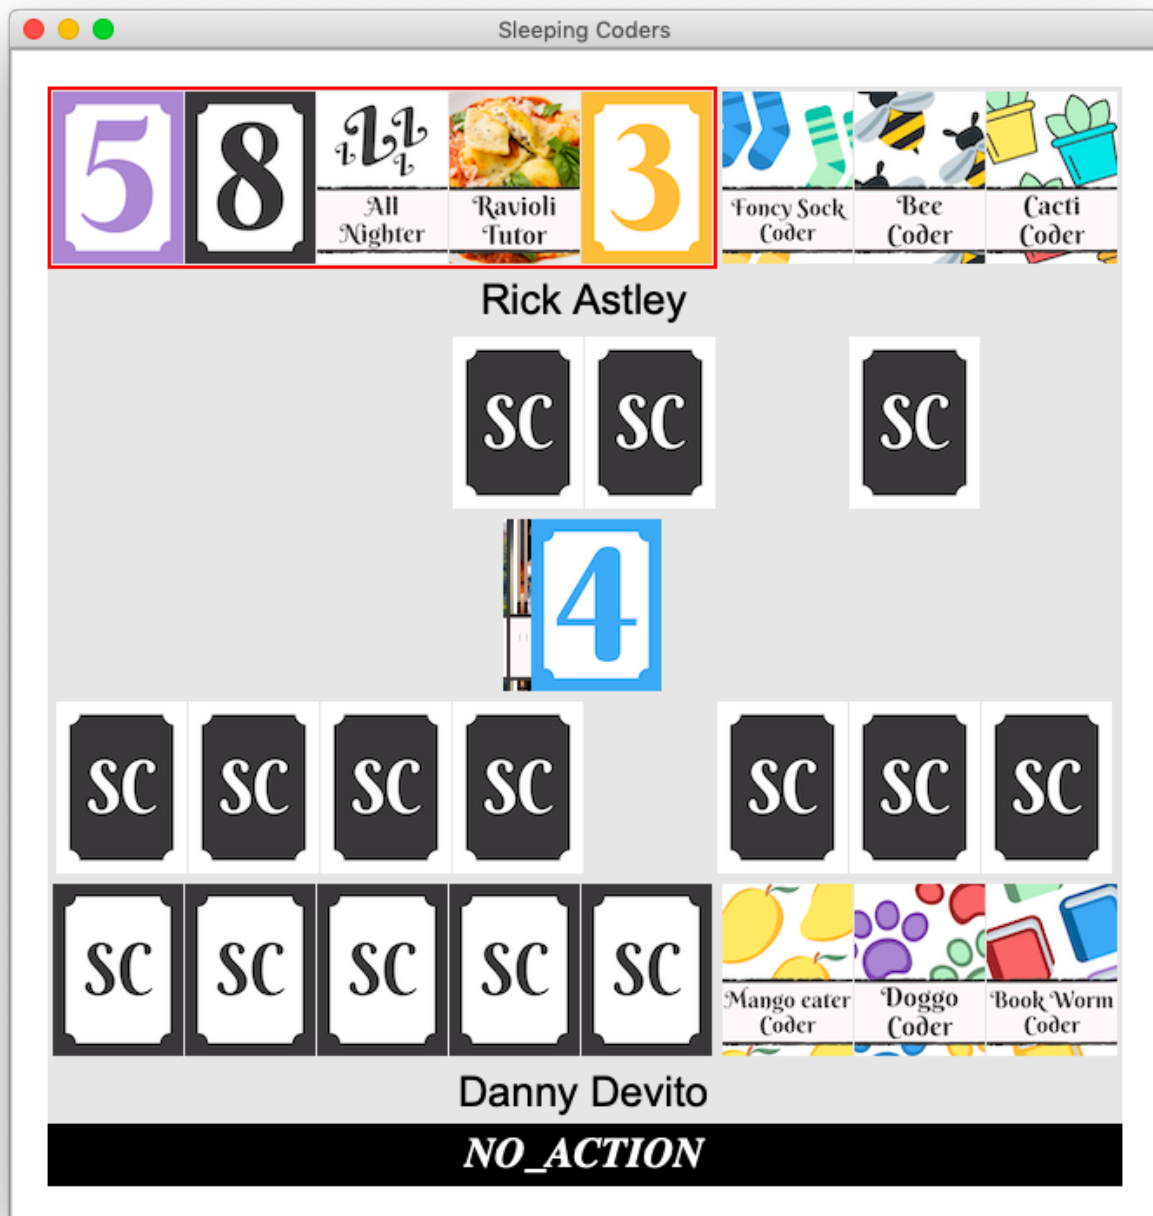 Sleeping Coders
5 8 All Nighter Ravioli Tutor 3 Foncy Sock Coder Bee Coder Cacti Coder
Rick Astley
SC SC SC
4
SC SC SC SC SC SC SC
SC SC SC SC SC Mango eater Coder Doggo Coder Book Worm Coder
Danny Devito
NO_ACTION